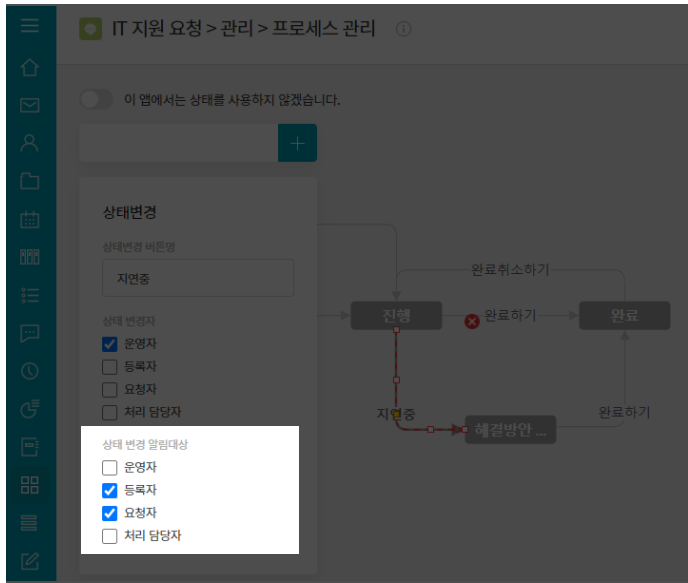 IT 지원 요청 > 관리 > 프로세스 관리
이 앱에서는 상태를 사용하지 않겠습니다.
상태변경
상태변경 버튼명
지연중
상태 변경자
운영자
등록자
요청자
처리 담당자
상태 변경 알림대상
운영자
등록자
요청자
처리 담당자
완료취소하기
진행
완료하기
완료
지연중
완료하기
해결방안 ...